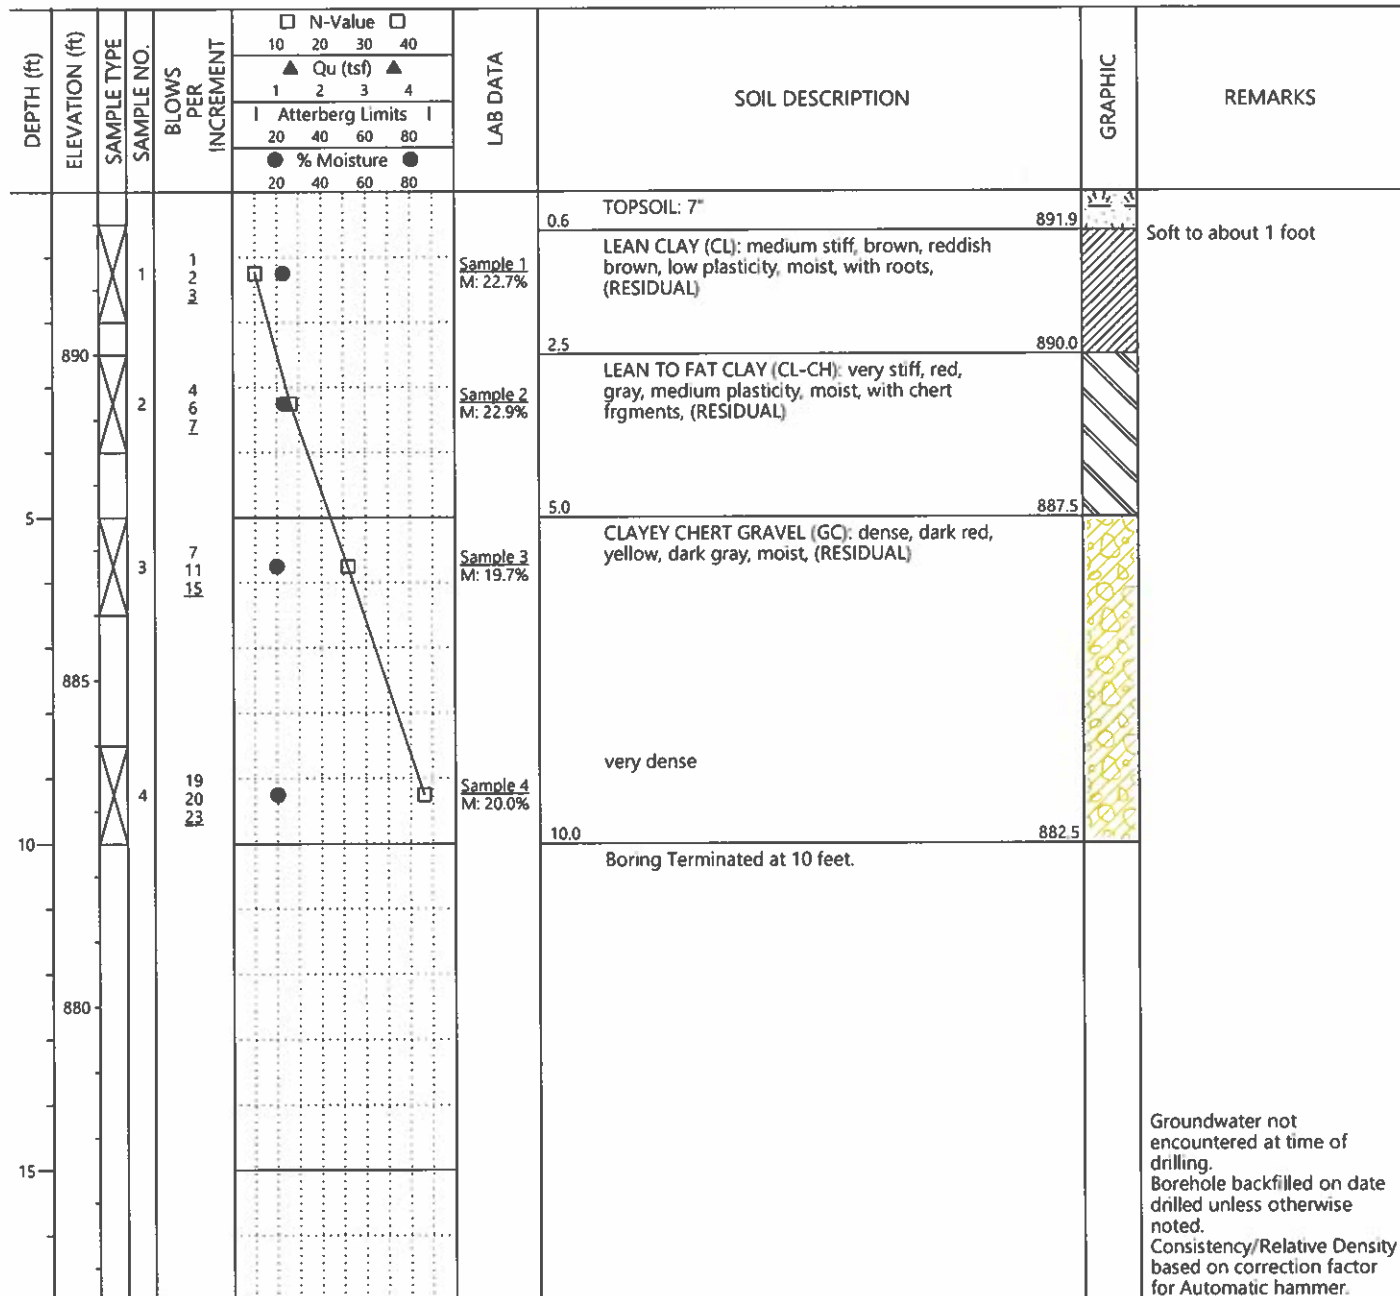 DEPTH (ft)
ELEVATION (ft)
SAMPLE TYPE
SAMPLE NO.
BLOWS
PER
INCREMENT
N-Value
10 20 30 40
Qu (tsf)
1 2 3 4
Atterberg Limits
20 40 60 80
% Moisture
20 40 60 80
LAB DATA
SOIL DESCRIPTION
GRAPHIC
REMARKS
TOPSOIL: 7"
0.6 891.9
Soft to about 1 foot
LEAN CLAY (CL): medium stiff, brown, reddish
brown, low plasticity, moist, with roots,
(RESIDUAL)
1
1
2
3
Sample 1
M: 22.7%
2.5 890.0
890
LEAN TO FAT CLAY (CL-CH): very stiff, red,
gray, medium plasticity, moist, with chert
frgments, (RESIDUAL)
2
4
6
7
Sample 2
M: 22.9%
5.0 887.5
5
CLAYEY CHERT GRAVEL (GC): dense, dark red,
yellow, dark gray, moist, (RESIDUAL)
3
7
11
15
Sample 3
M: 19.7%
885
very dense
4
19
20
23
Sample 4
M: 20.0%
10.0 882.5
10
Boring Terminated at 10 feet.
880
15
Groundwater not
encountered at time of
drilling.
Borehole backfilled on date
drilled unless otherwise
noted.
Consistency/Relative Density
based on correction factor
for Automatic hammer.